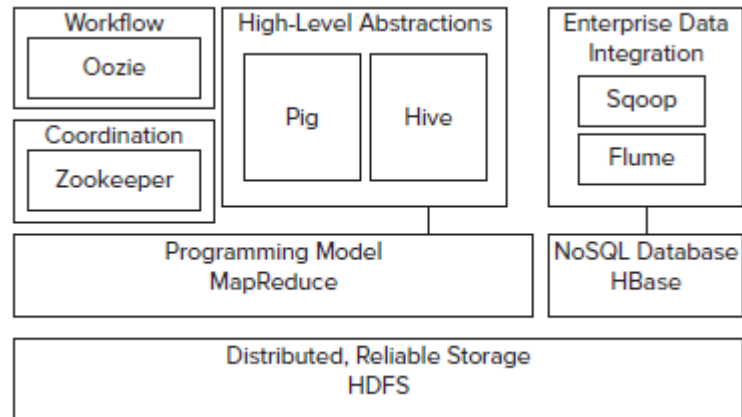 Workflow
Oozie
Coordination
Zookeeper
High-Level Abstractions
Pig
Hive
Enterprise Data
Integration
Sqoop
Flume
Programming Model
MapReduce
NoSQL Database
HBase
Distributed, Reliable Storage
HDFS